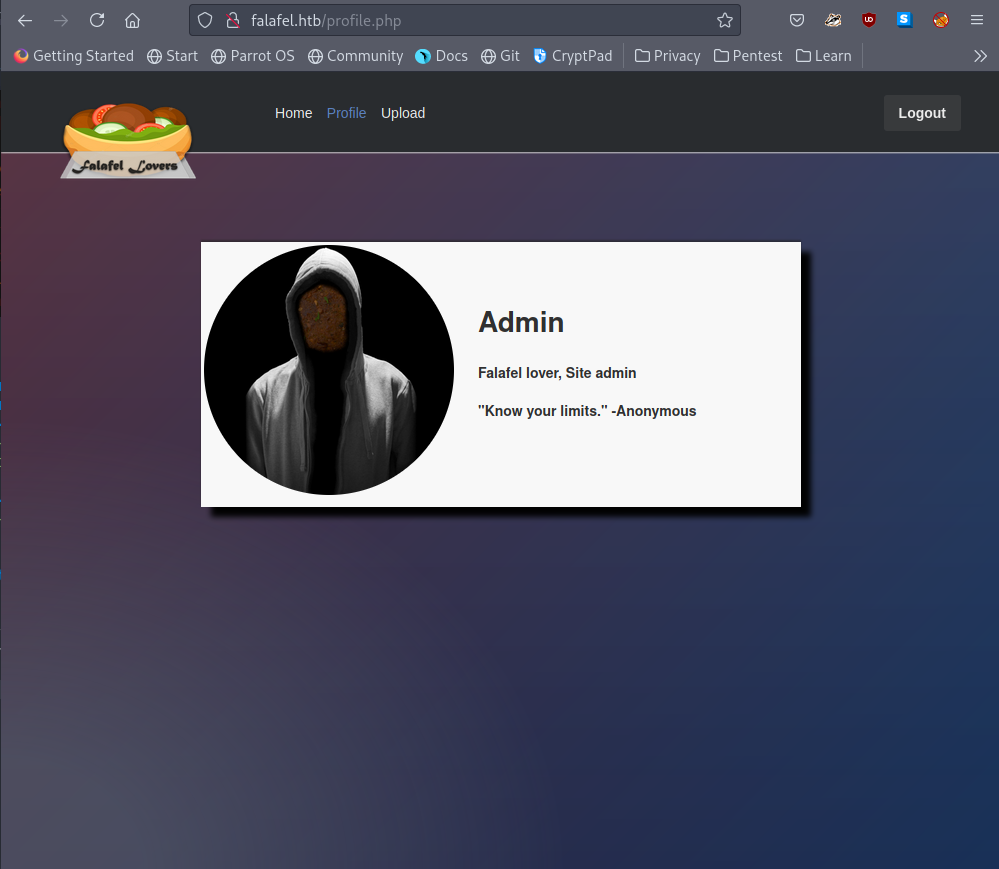 falafel.htb/profile.php
Getting Started Start Parrot OS Community Docs Git CryptPad Privacy Pentest Learn
Home Profile Upload Logout
Falafel Lovers
Admin
Falafel lover, Site admin
"Know your limits." -Anonymous